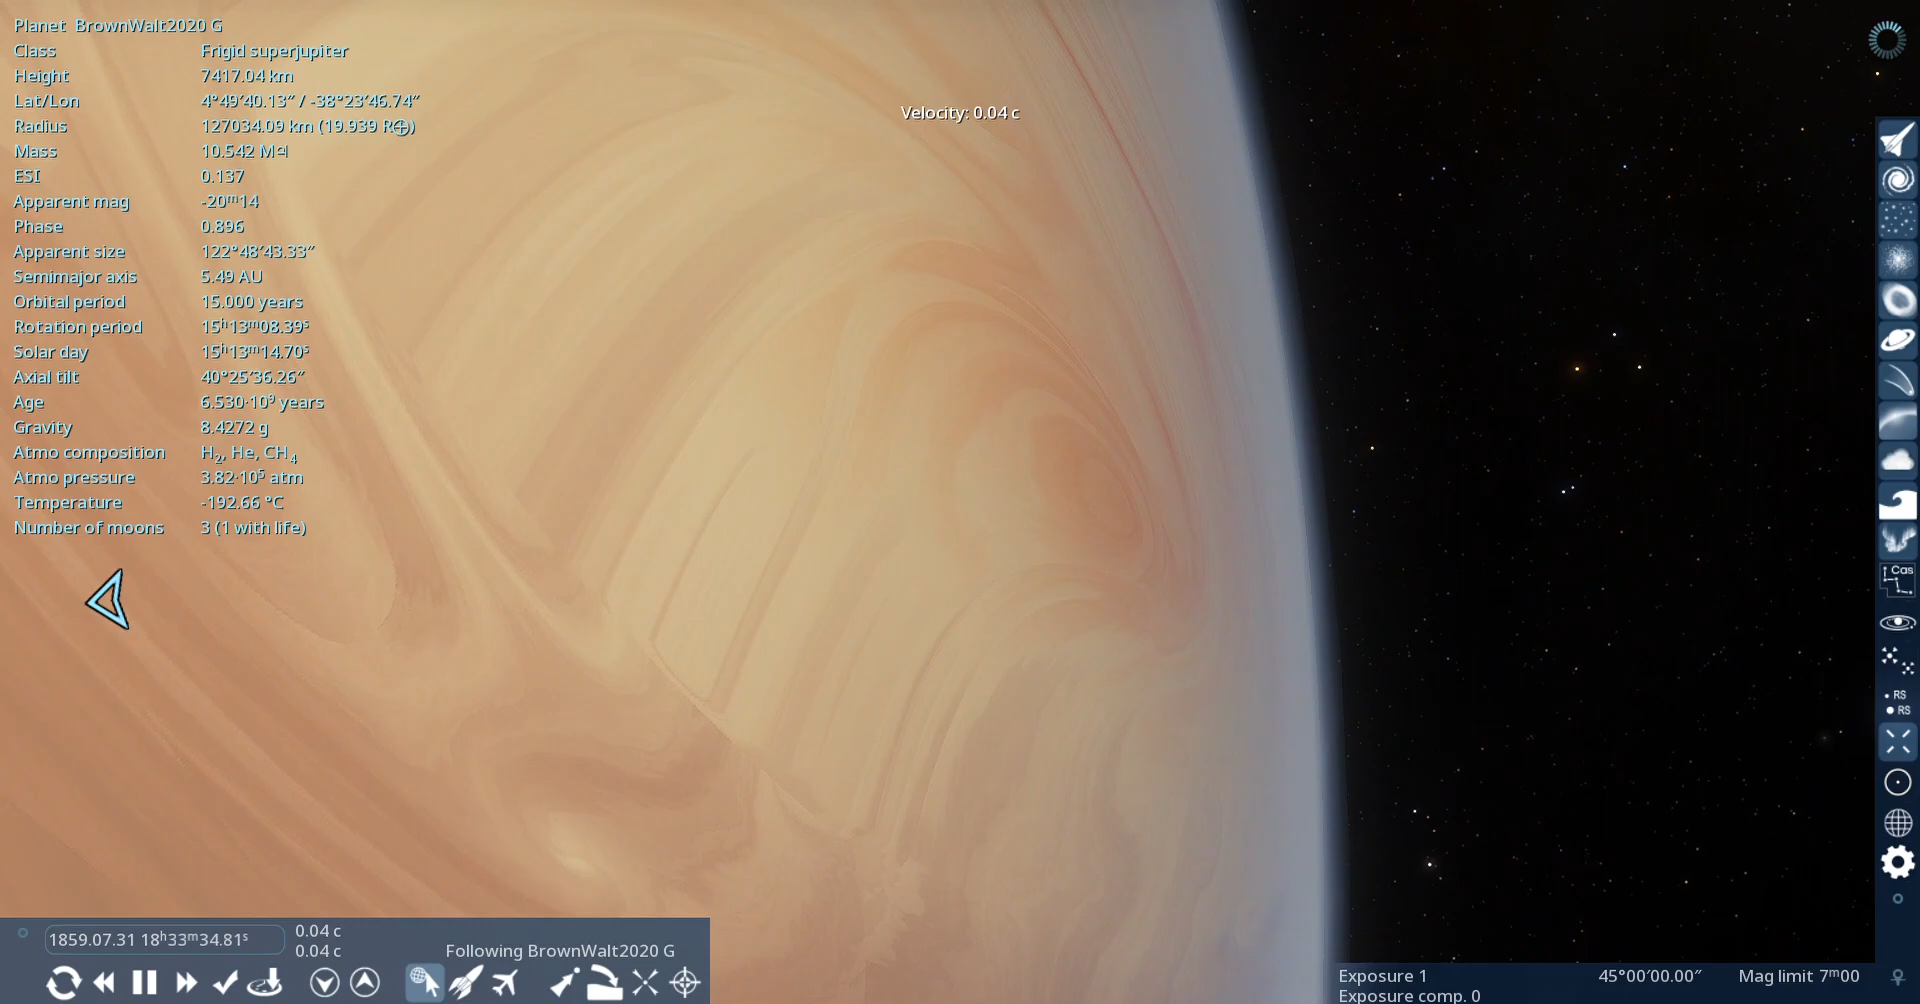 Planet BrownWalt2020 G
Class Frigid superjupiter
Height 7417.04 km
Lat/Lon 4°49′40.13″ / -38°23′46.74″
Radius 127034.09 km (19.939 R⊕)
Mass 10.542 M♃
ESI 0.137
Apparent mag -20ᵐ14
Phase 0.896
Apparent size 122°48′43.33″
Semimajor axis 5.49 AU
Orbital period 15.000 years
Rotation period 15ʰ13ᵐ08.39ˢ
Solar day 15ʰ13ᵐ14.70ˢ
Axial tilt 40°25′36.26″
Age 6.530·10⁹ years
Gravity 8.4272 g
Atmo composition H₂, He, CH₄
Atmo pressure 3.82·10⁵ atm
Temperature -192.66 °C
Number of moons 3 (1 with life)
Velocity: 0.04 c
Cas
RS
RS
1859.07.31 18ʰ33ᵐ34.81ˢ
0.04 c
0.04 c
Following BrownWalt2020 G
Exposure 1 45°00′00.00″ Mag limit 7ᵐ00
Exposure comp. 0